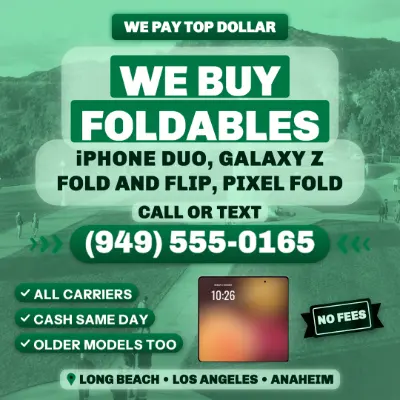 WE PAY TOP DOLLAR
WE BUY
FOLDABLES
iPHONE DUO, GALAXY Z
FOLD AND FLIP, PIXEL FOLD
CALL OR TEXT
(949) 555-0165
ALL CARRIERS
CASH SAME DAY
OLDER MODELS TOO
10:26
NO FEES
LONG BEACH • LOS ANGELES • ANAHEIM